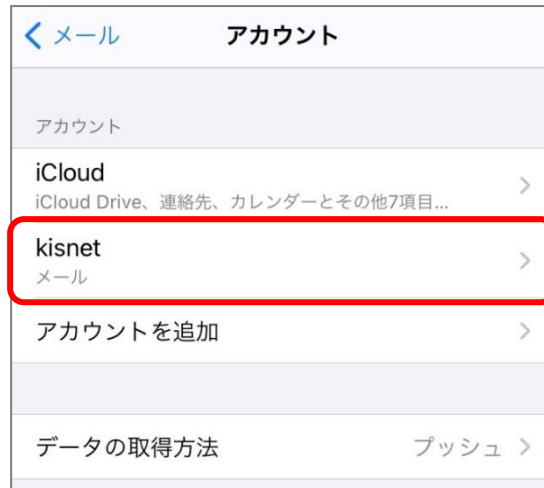 メール
アカウント
アカウント
iCloud
iCloud Drive、連絡先、カレンダーとその他7項目...
kisnet
メール
アカウントを追加
データの取得方法 プッシュ